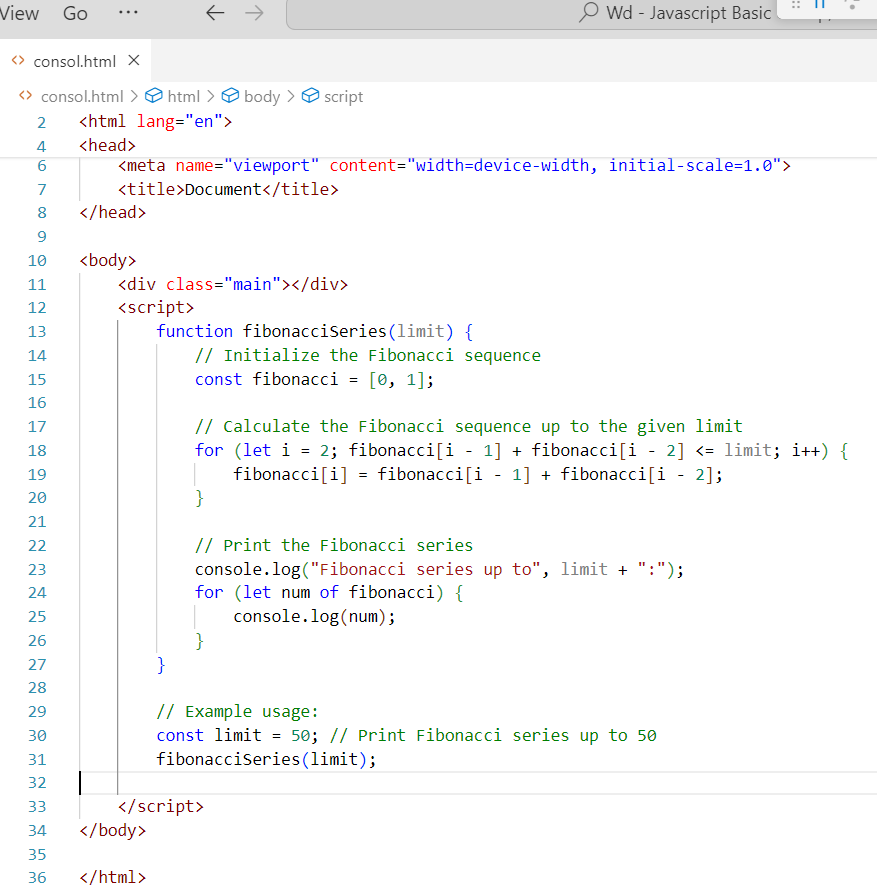 View Go ··· Wd - Javascript Basic
consol.html
consol.html > html > body > script
2 <html lang="en">
4 <head>
6     <meta name="viewport" content="width=device-width, initial-scale=1.0">
7     <title>Document</title>
8 </head>
9
10 <body>
11     <div class="main"></div>
12     <script>
13         function fibonacciSeries(limit) {
14             // Initialize the Fibonacci sequence
15             const fibonacci = [0, 1];
16
17             // Calculate the Fibonacci sequence up to the given limit
18             for (let i = 2; fibonacci[i - 1] + fibonacci[i - 2] <= limit; i++) {
19                 fibonacci[i] = fibonacci[i - 1] + fibonacci[i - 2];
20             }
21
22             // Print the Fibonacci series
23             console.log("Fibonacci series up to", limit + ":");
24             for (let num of fibonacci) {
25                 console.log(num);
26             }
27         }
28
29         // Example usage:
30         const limit = 50; // Print Fibonacci series up to 50
31         fibonacciSeries(limit);
32
33     </script>
34 </body>
35
36 </html>